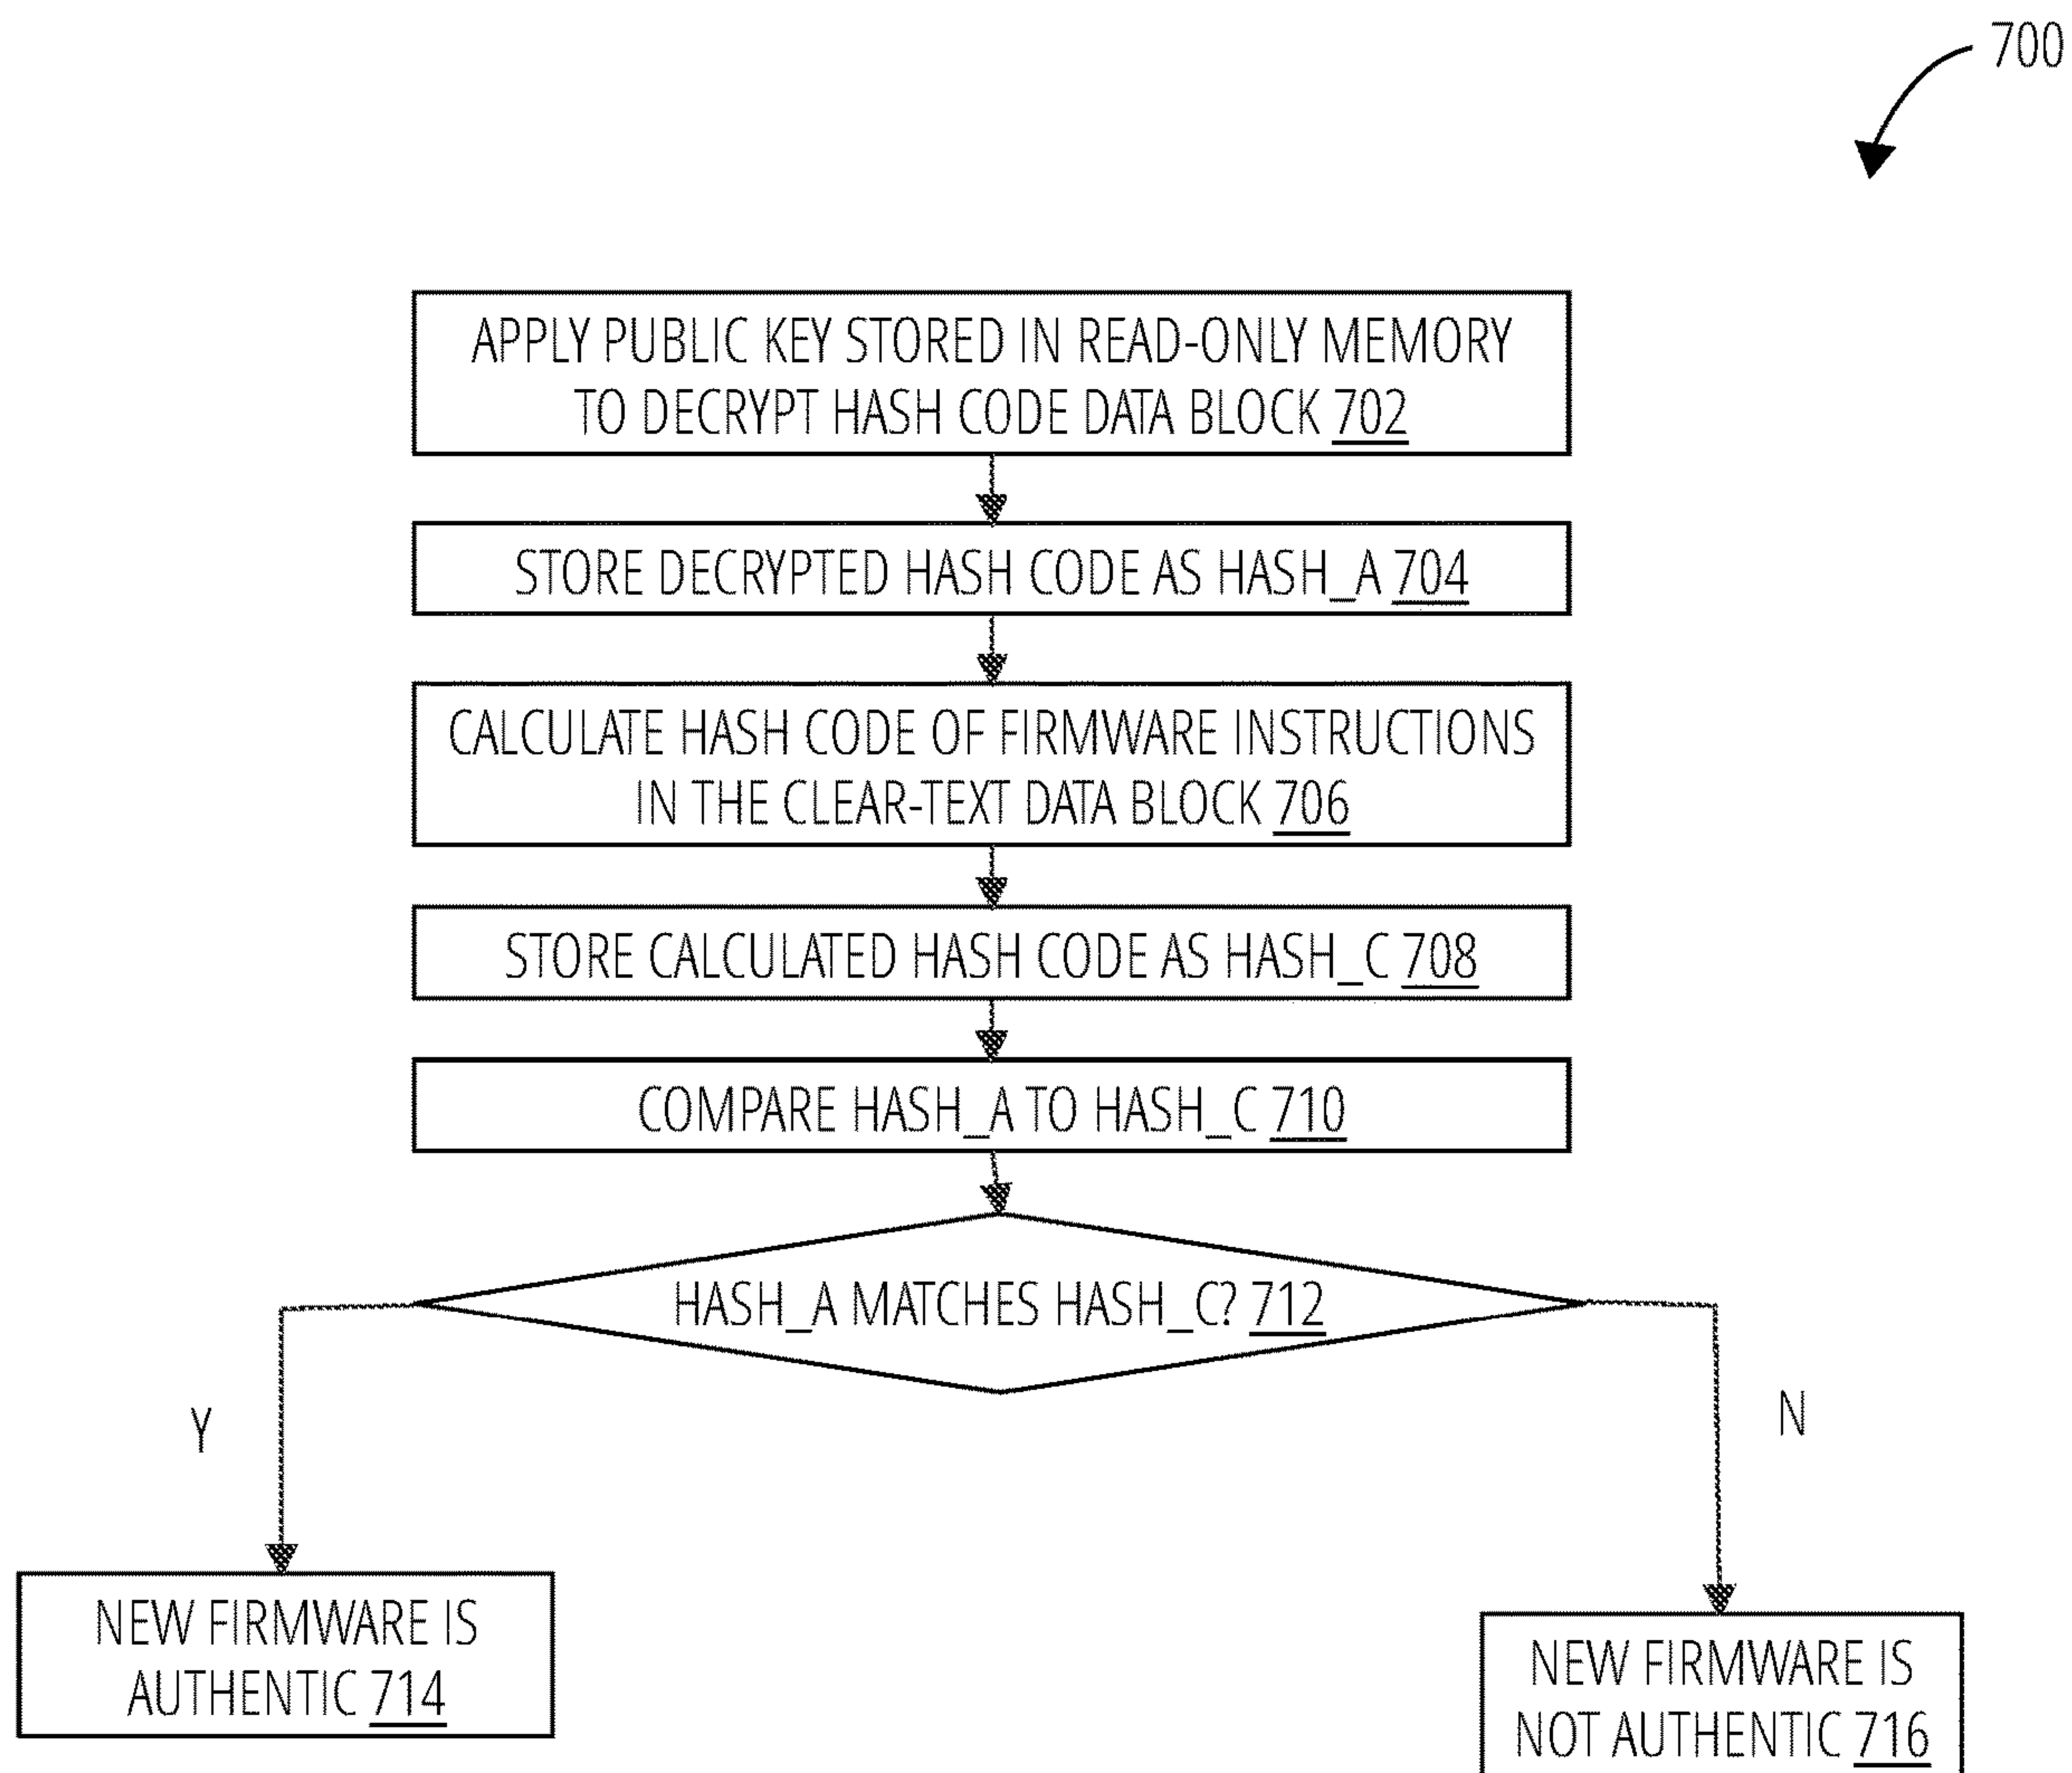 700
APPLY PUBLIC KEY STORED IN READ-ONLY MEMORY
TO DECRYPT HASH CODE DATA BLOCK 702
STORE DECRYPTED HASH CODE AS HASH_A 704
CALCULATE HASH CODE OF FIRMWARE INSTRUCTIONS
IN THE CLEAR-TEXT DATA BLOCK 706
STORE CALCULATED HASH CODE AS HASH_C 708
COMPARE HASH_A TO HASH_C 710
HASH_A MATCHES HASH_C? 712
Y
N
NEW FIRMWARE IS
AUTHENTIC 714
NEW FIRMWARE IS
NOT AUTHENTIC 716